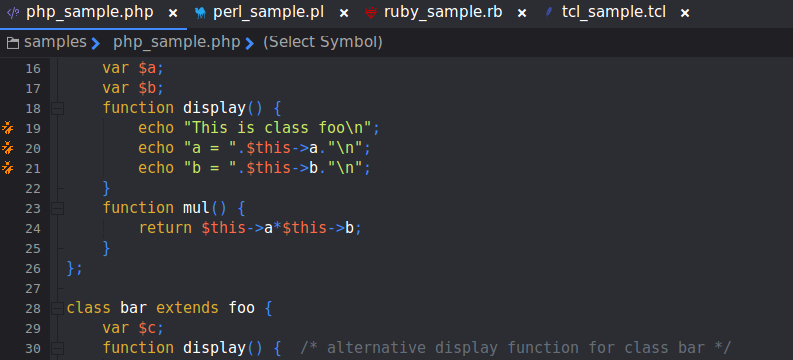 php_sample.php × perl_sample.pl × ruby_sample.rb × tcl_sample.tcl ×
samples > php_sample.php > (Select Symbol)
16 var $a;
17 var $b;
18 function display() {
19 echo "This is class foo\n";
20 echo "a = ".$this->a."\n";
21 echo "b = ".$this->b."\n";
22 }
23 function mul() {
24 return $this->a*$this->b;
25 }
26 };
27
28 class bar extends foo {
29 var $c;
30 function display() { /* alternative display function for class bar */